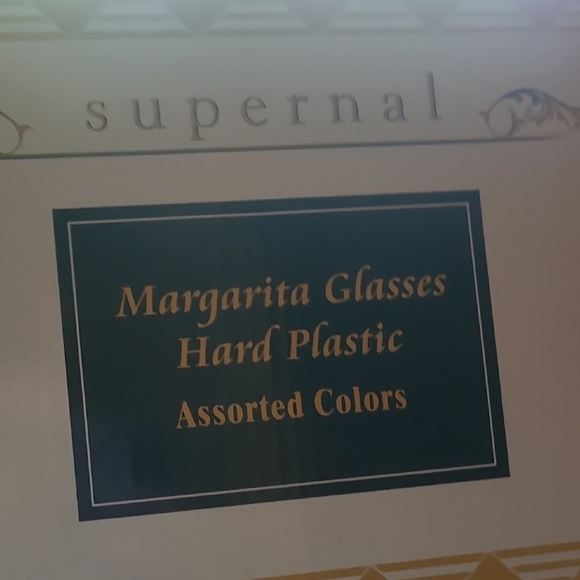 supernal
Margarita Glasses
Hard Plastic
Assorted Colors